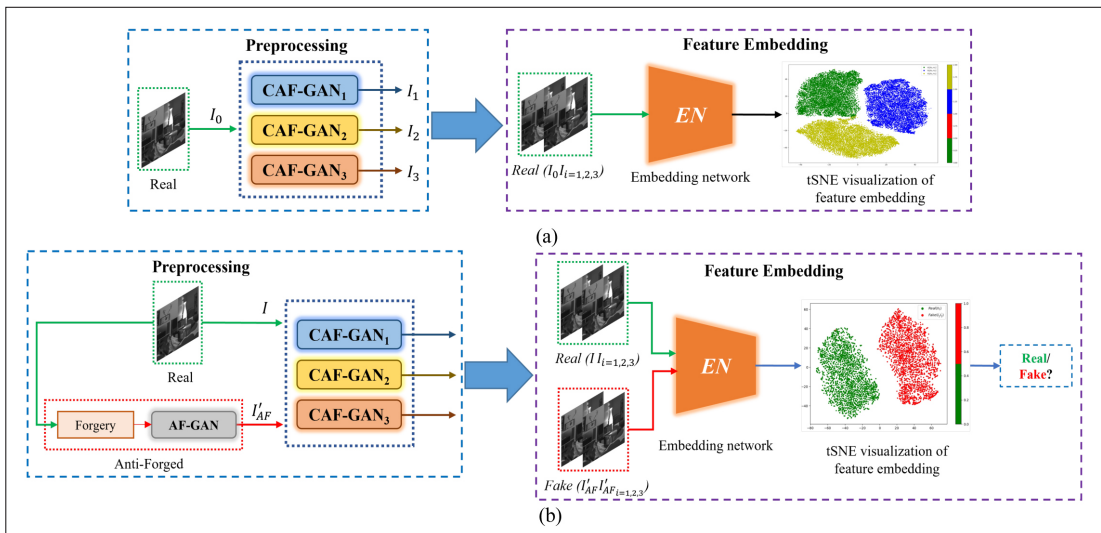 Preprocessing
Real
I₀
CAF-GAN₁
CAF-GAN₂
CAF-GAN₃
I₁
I₂
I₃
Feature Embedding
Real (I₀Iᵢ₌₁,₂,₃)
EN
Embedding network
tSNE visualization of
feature embedding
(a)
Preprocessing
Real
I
Forgery
AF-GAN
I′_AF
Anti-Forged
CAF-GAN₁
CAF-GAN₂
CAF-GAN₃
Feature Embedding
Real (I Iᵢ₌₁,₂,₃)
Fake (I′_AF I′_AFᵢ₌₁,₂,₃)
EN
Embedding network
tSNE visualization of
feature embedding
Real/
Fake?
(b)